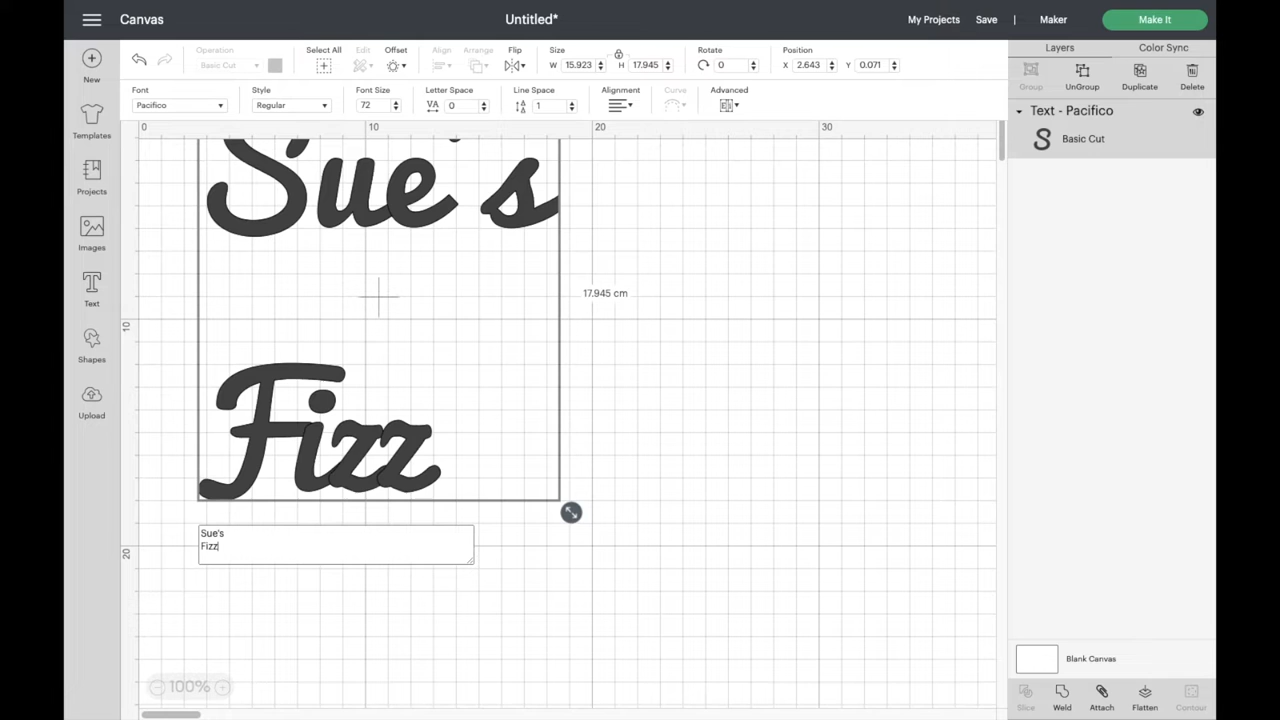 Canvas
Untitled*
My Projects
Save
|
Maker
Make It
New
Templates
Projects
Images
Text
Shapes
Upload
Operation
Basic Cut
Select All
Edit
Offset
Align
Arrange
Flip
Size
W 15.923
H 17.945
Rotate
0
Position
X 2.643
Y 0.071
Font
Pacifico
Style
Regular
Font Size
72
Letter Space
VA 0
Line Space
1
Alignment
Curve
Advanced
0
10
20
30
10
20
Sue's
Fizz
17.945 cm
Sue's
Fizz
100%
Layers
Color Sync
Group
UnGroup
Duplicate
Delete
Text - Pacifico
S
Basic Cut
Blank Canvas
Slice
Weld
Attach
Flatten
Contour